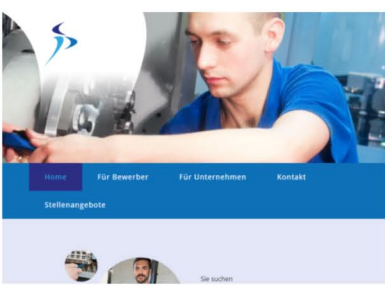 Home Für Bewerber Für Unternehmen Kontakt
Stellenangebote
Sie suchen